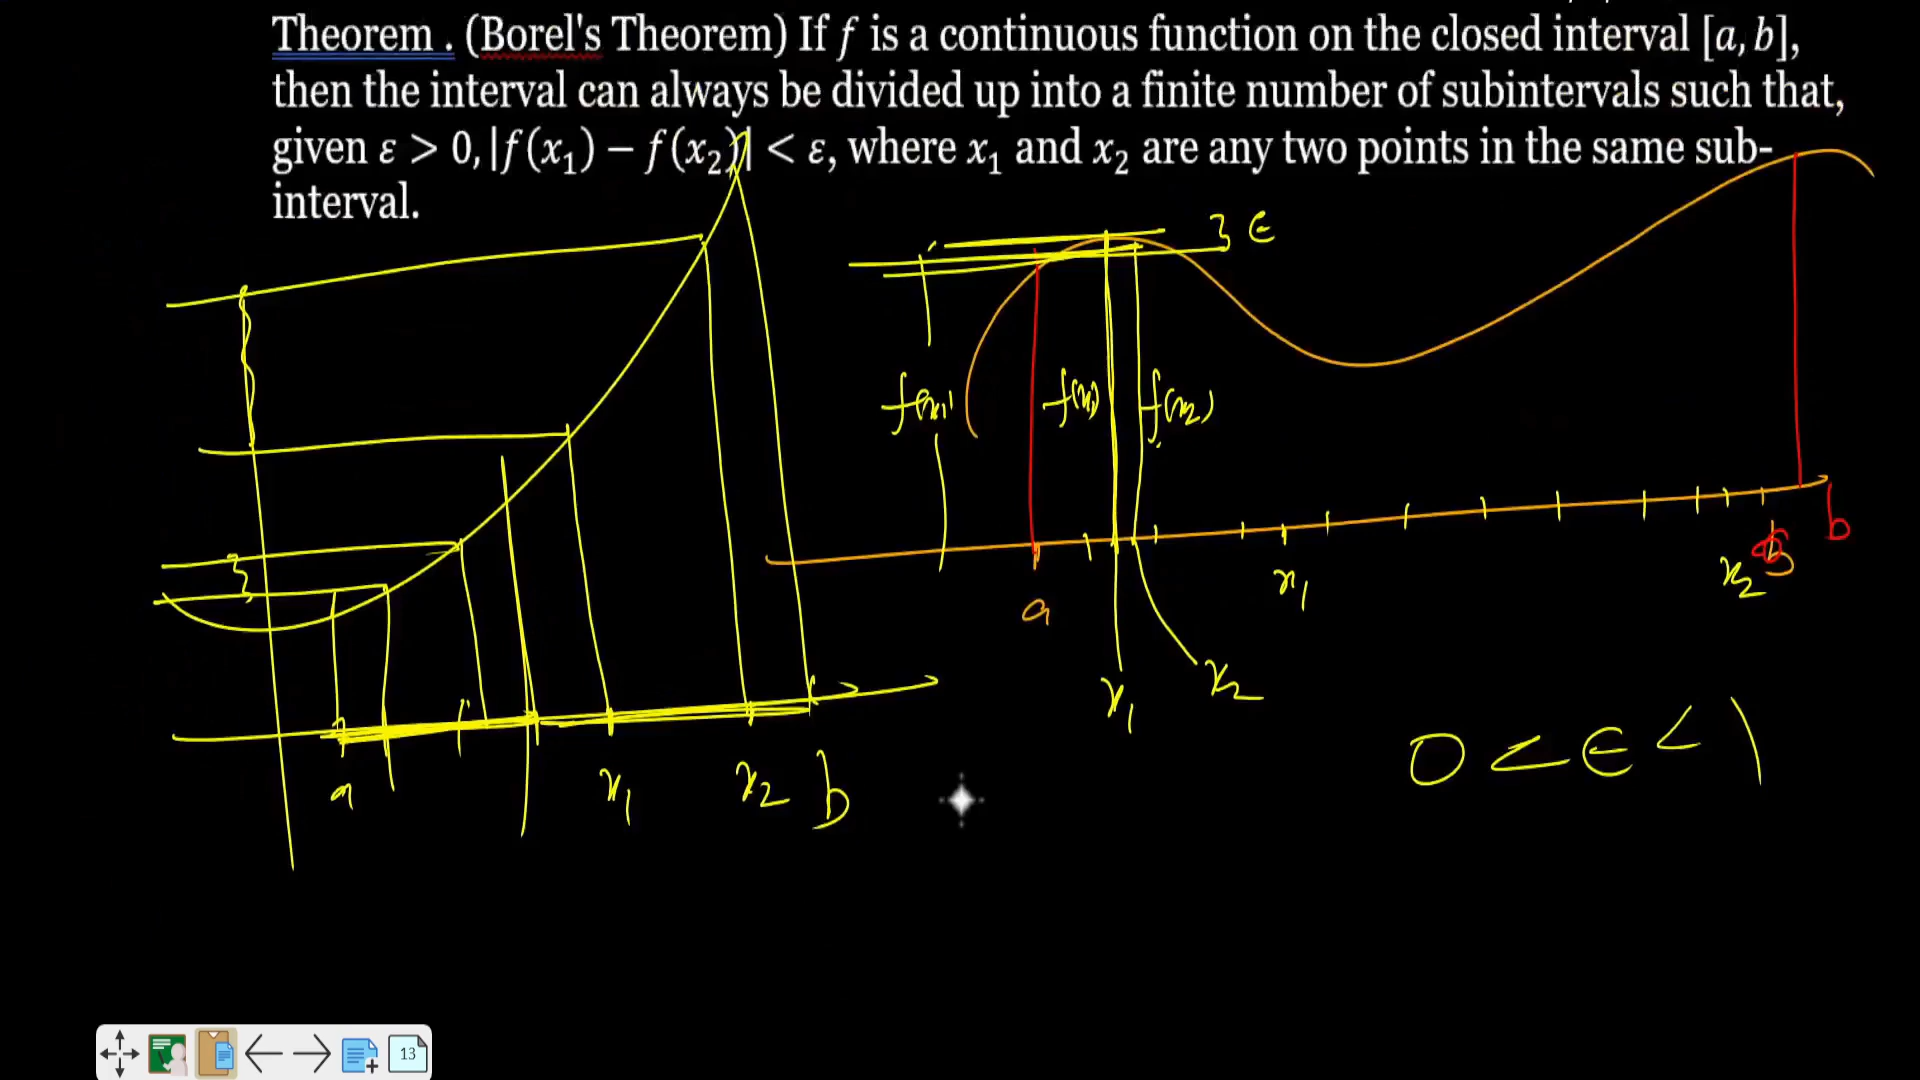 Theorem . (Borel's Theorem) If f is a continuous function on the closed interval [a, b],
then the interval can always be divided up into a finite number of subintervals such that,
given ε > 0, |f(x₁) − f(x₂)| < ε, where x₁ and x₂ are any two points in the same sub-
interval.
} ∈
f(x₁) f(x₂)
b
x₁
x₂
a
x₂
x₁
0 < ∈ < 1
a x₁ x₂ b
13